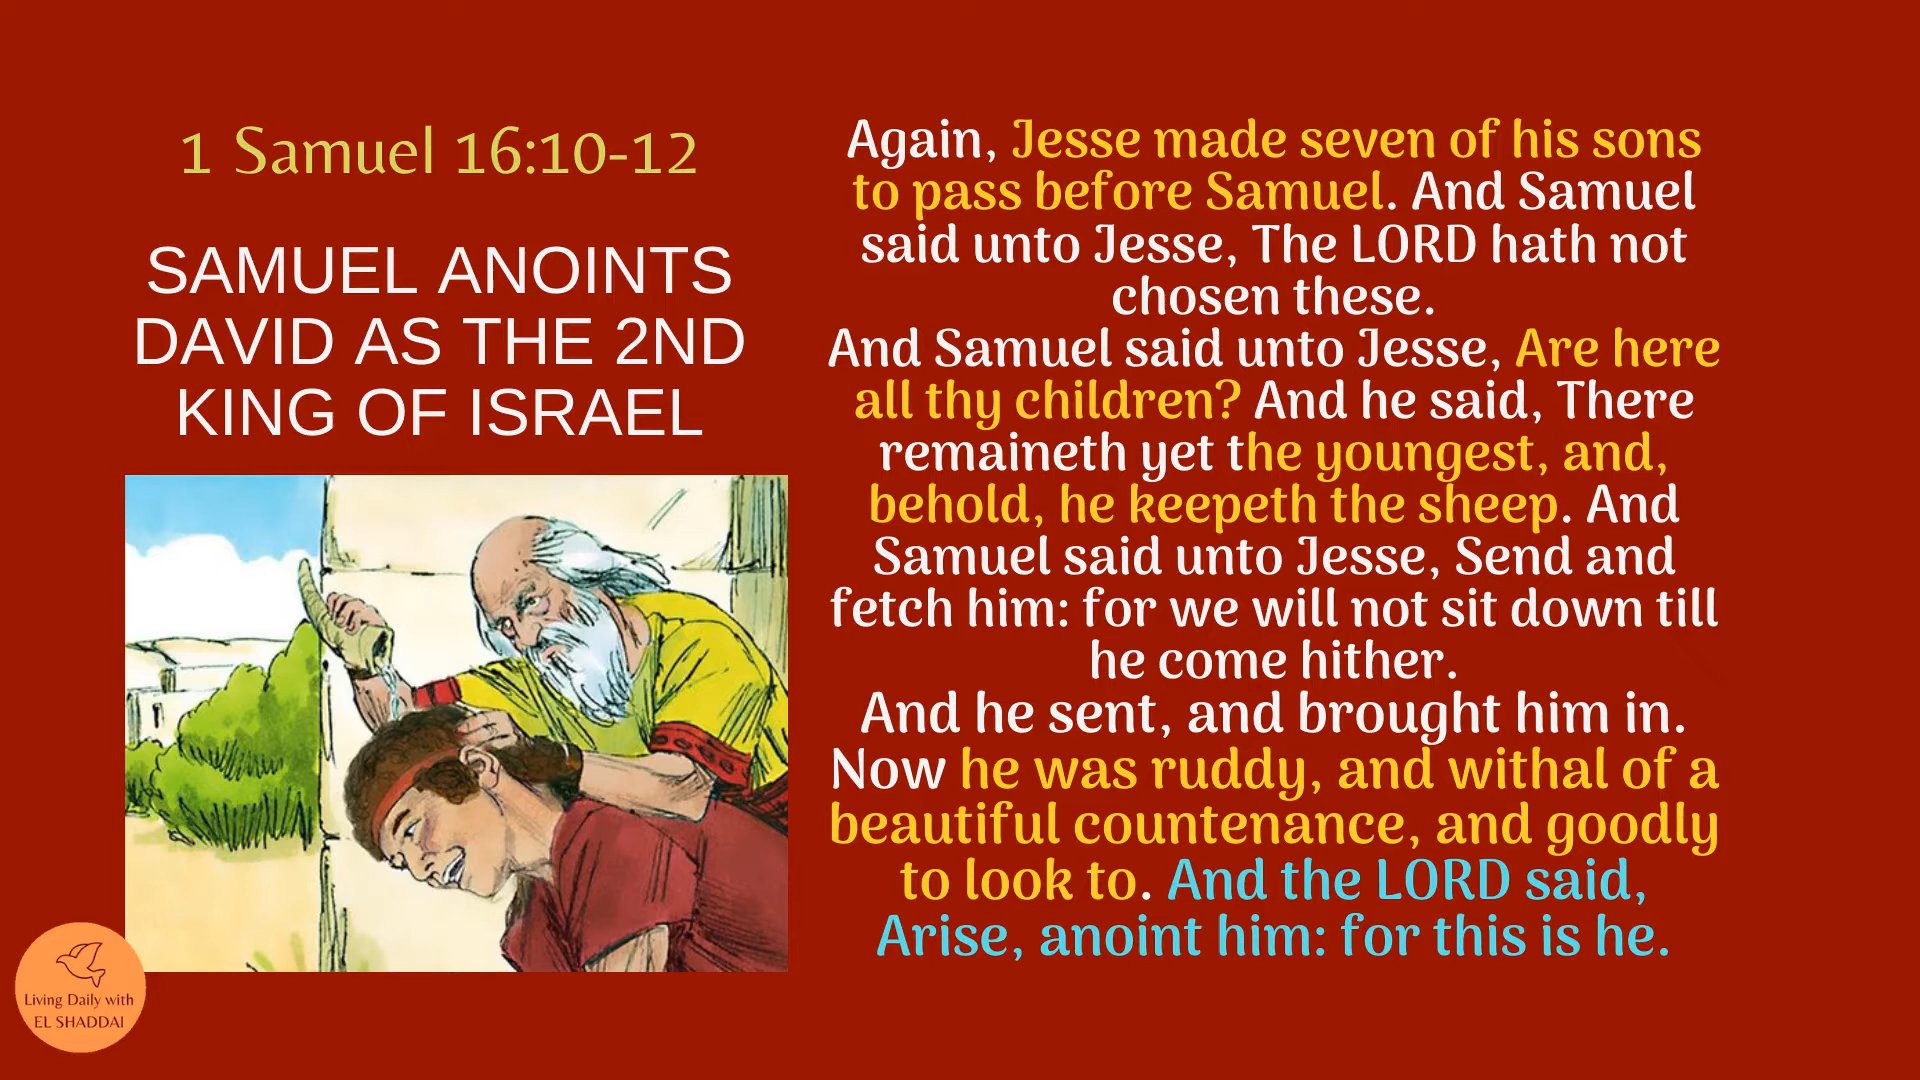 1 Samuel 16:10-12
SAMUEL ANOINTS
DAVID AS THE 2ND
KING OF ISRAEL
Again, Jesse made seven of his sons
to pass before Samuel. And Samuel
said unto Jesse, The LORD hath not
chosen these.
And Samuel said unto Jesse, Are here
all thy children? And he said, There
remaineth yet the youngest, and,
behold, he keepeth the sheep. And
Samuel said unto Jesse, Send and
fetch him: for we will not sit down till
he come hither.
And he sent, and brought him in.
Now he was ruddy, and withal of a
beautiful countenance, and goodly
to look to. And the LORD said,
Arise, anoint him: for this is he.
Living Daily with
EL SHADDAI